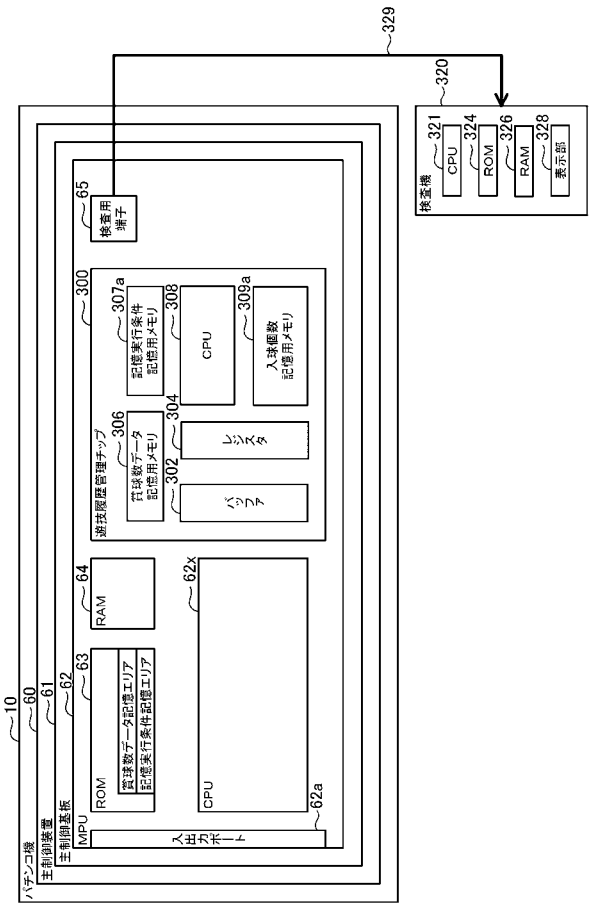 10
パチンコ機
60
主制御装置
61
主制御基板
62
MPU
入出力ポート
62a
63
ROM
賞球数データ記憶エリア
記憶実行条件記憶エリア
64
RAM
62x
CPU
300
遊技履歴管理チップ
306
賞球数データ
記憶用メモリ
307a
記憶実行条件
記憶用メモリ
302
バッファ
304
レジスタ
308
CPU
309a
入球個数
記憶用メモリ
65
検査用
端子
329
320
検査機
321
CPU
324
ROM
326
RAM
328
表示部